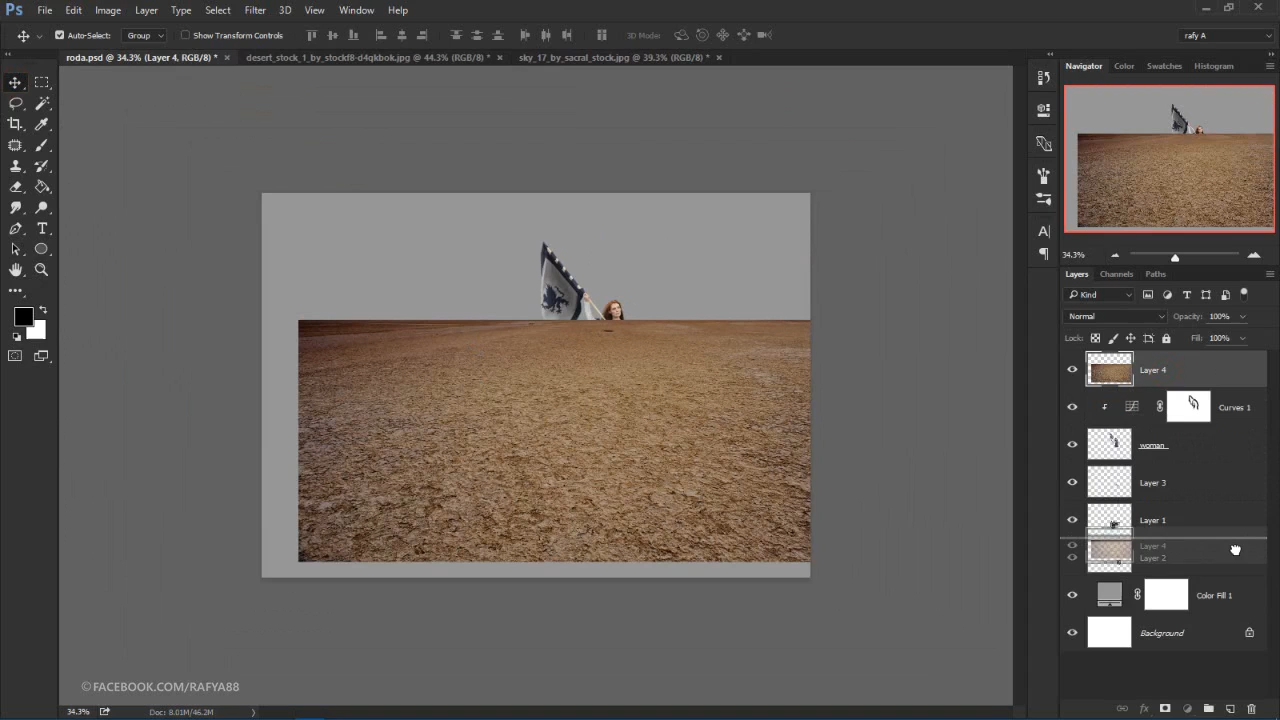 Ps File Edit Image Layer Type Select Filter 3D View Window Help
Auto-Select: Group Show Transform Controls 3D Mode: rafy A
roda.psd @ 34.3% (Layer 4, RGB/8) * × desert_stock_1_by_stockf8-d4qkbok.jpg @ 44.3% (RGB/8) * × sky_17_by_sacral_stock.jpg @ 39.3% (RGB/8) * ×
Navigator Color Swatches Histogram
34.3%
Layers Channels Paths
Kind
Normal Opacity: 100%
Lock: Fill: 100%
Layer 4
Curves 1
woman
Layer 3
Layer 1
Layer 4
Layer 2
Color Fill 1
Background
©FACEBOOK.COM/RAFYA88
34.3% Doc: 8.01M/46.2M